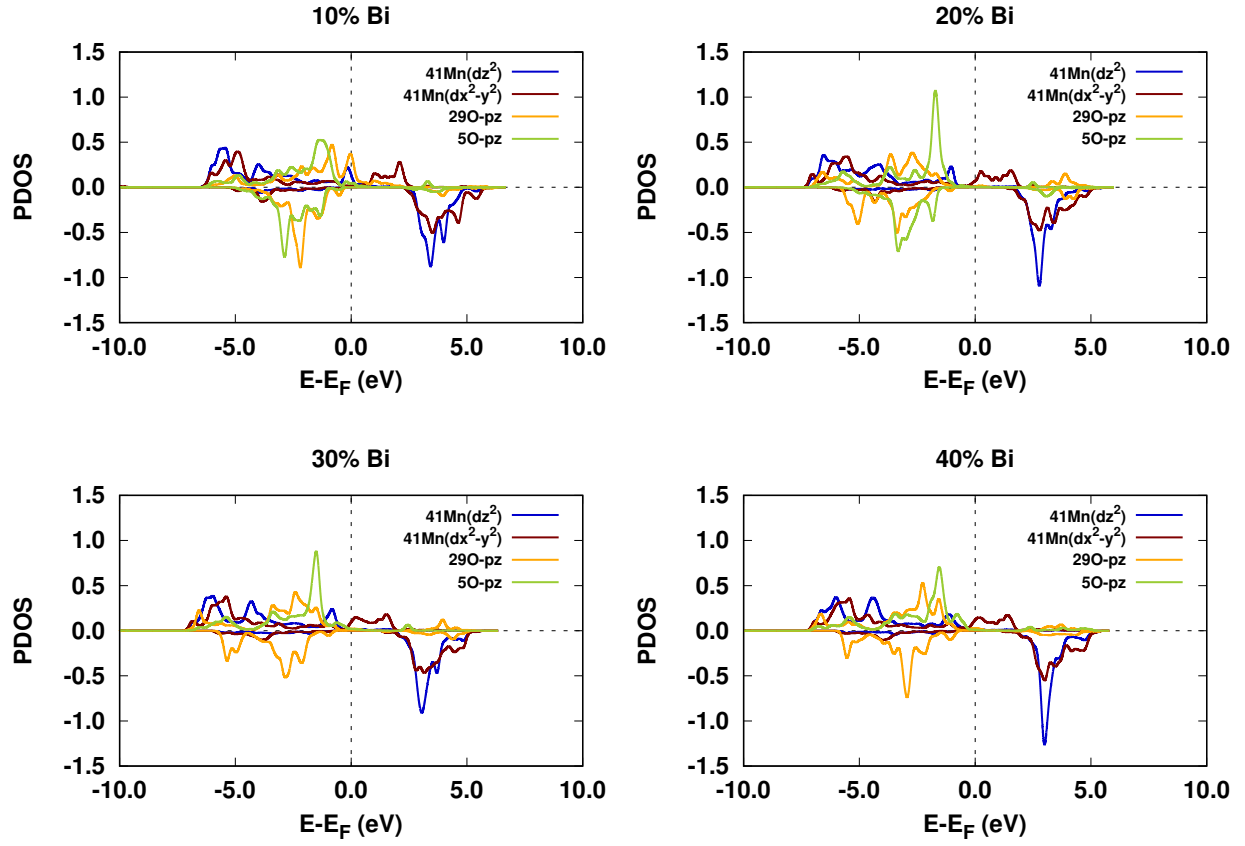 10% Bi
1.5
1.0
0.5
0.0
-0.5
-1.0
-1.5
PDOS
41Mn(dz²)
41Mn(dx²-y²)
29O-pz
5O-pz
-10.0 -5.0 0.0 5.0 10.0
E-E_F (eV)
20% Bi
1.5
1.0
0.5
0.0
-0.5
-1.0
-1.5
PDOS
41Mn(dz²)
41Mn(dx²-y²)
29O-pz
5O-pz
-10.0 -5.0 0.0 5.0 10.0
E-E_F (eV)
30% Bi
1.5
1.0
0.5
0.0
-0.5
-1.0
-1.5
PDOS
41Mn(dz²)
41Mn(dx²-y²)
29O-pz
5O-pz
-10.0 -5.0 0.0 5.0 10.0
E-E_F (eV)
40% Bi
1.5
1.0
0.5
0.0
-0.5
-1.0
-1.5
PDOS
41Mn(dz²)
41Mn(dx²-y²)
29O-pz
5O-pz
-10.0 -5.0 0.0 5.0 10.0
E-E_F (eV)